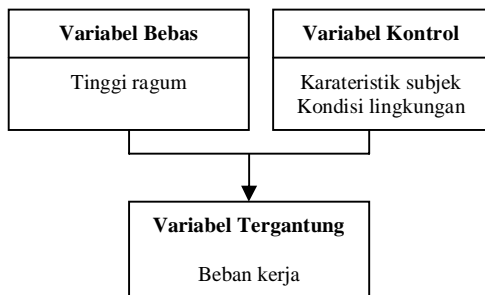 Variabel Bebas
Tinggi ragum
Variabel Kontrol
Karateristik subjek
Kondisi lingkungan
Variabel Tergantung
Beban kerja